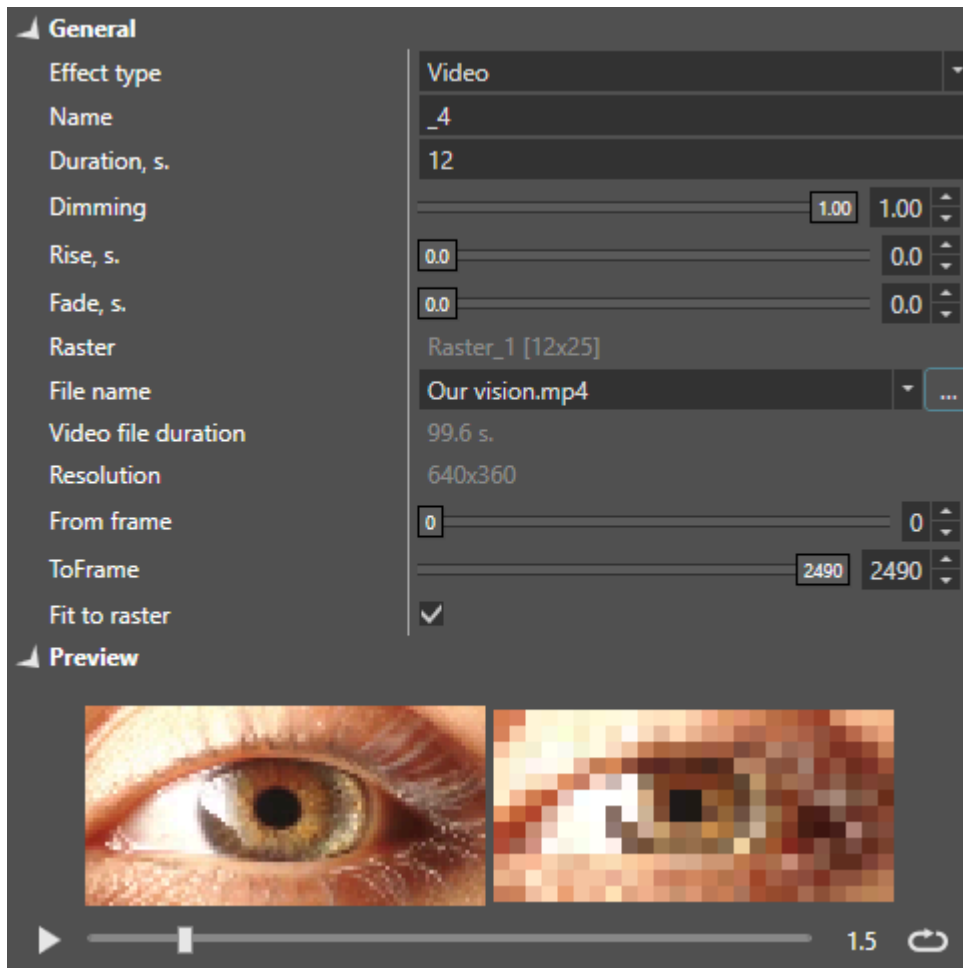 General
Effect type Video
Name _4
Duration, s. 12
Dimming 1.00 1.00
Rise, s. 0.0 0.0
Fade, s. 0.0 0.0
Raster Raster_1 [12x25]
File name Our vision.mp4 ...
Video file duration 99.6 s.
Resolution 640x360
From frame 0 0
ToFrame 2490 2490
Fit to raster
Preview
1.5